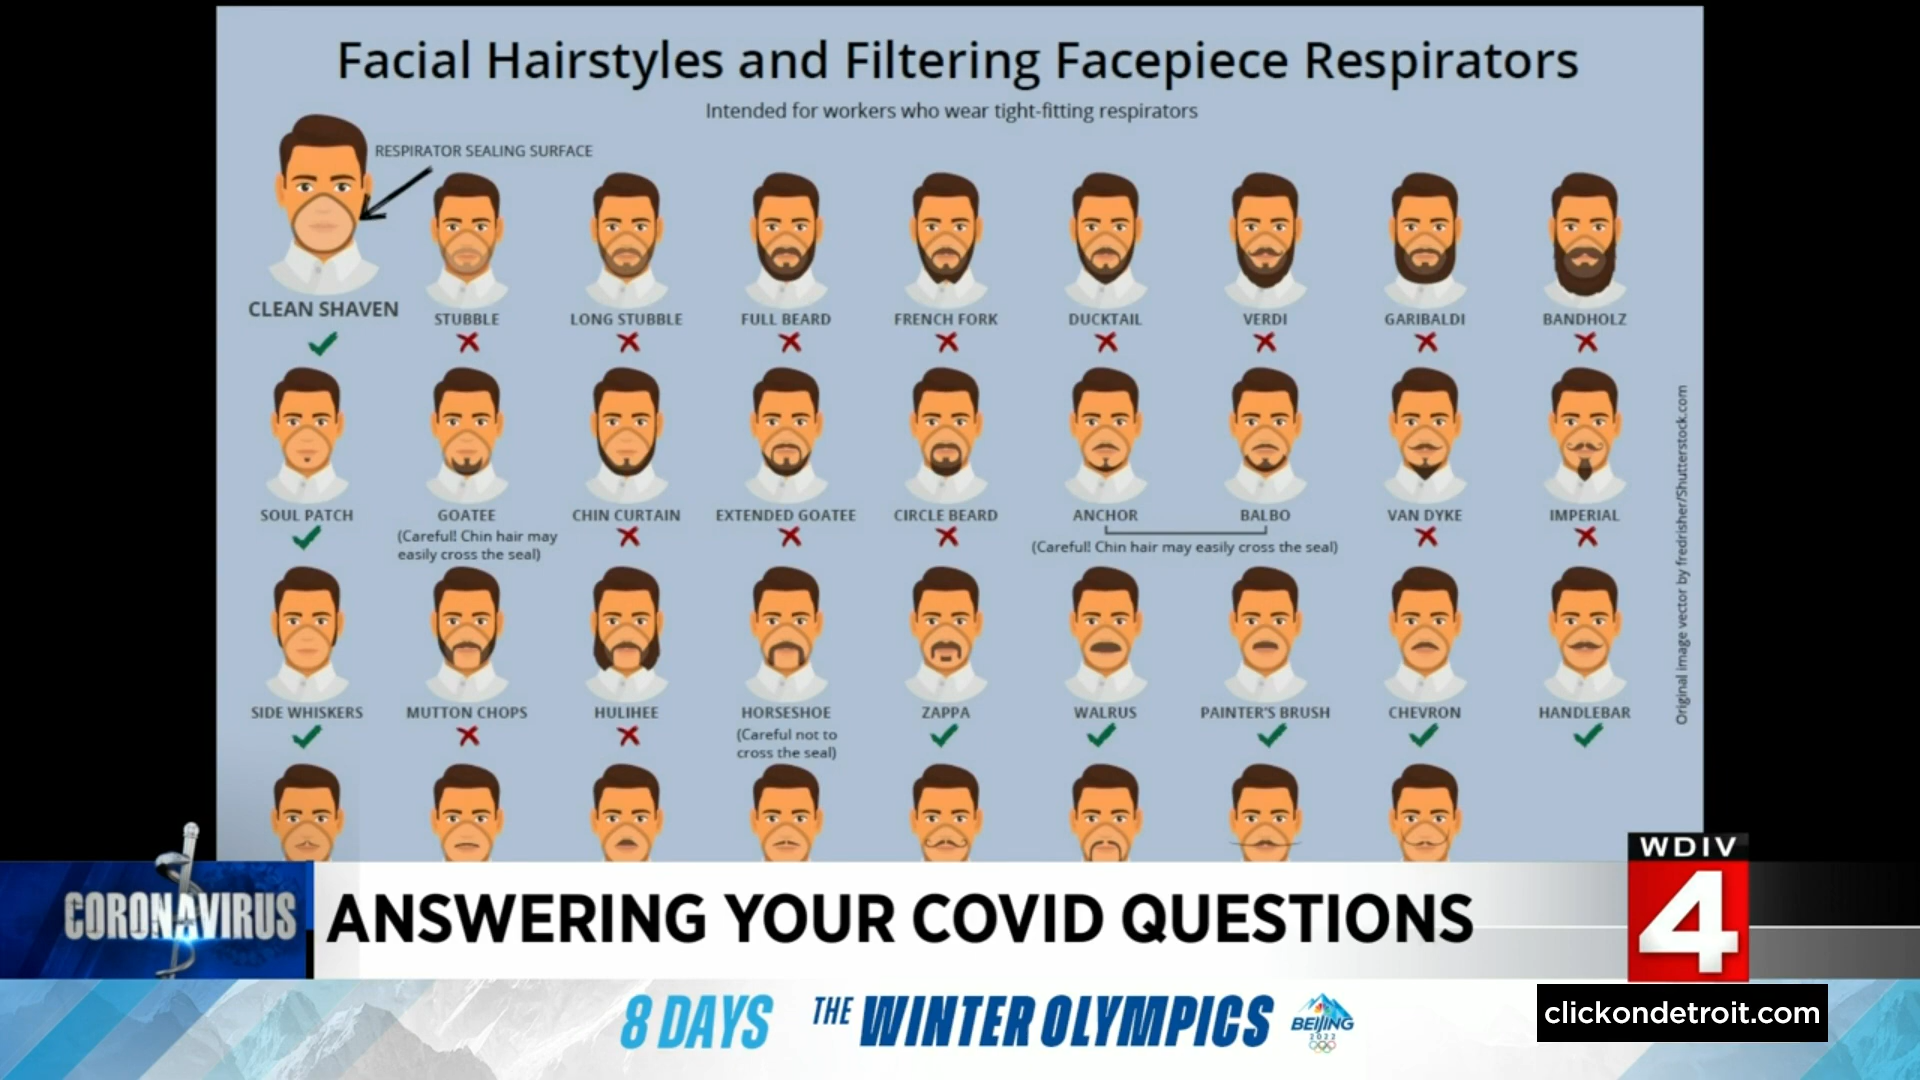 Facial Hairstyles and Filtering Facepiece Respirators
Intended for workers who wear tight-fitting respirators
RESPIRATOR SEALING SURFACE
CLEAN SHAVEN
STUBBLE
LONG STUBBLE
FULL BEARD
FRENCH FORK
DUCKTAIL
VERDI
GARIBALDI
BANDHOLZ
SOUL PATCH
GOATEE
(Careful! Chin hair may
easily cross the seal)
CHIN CURTAIN
EXTENDED GOATEE
CIRCLE BEARD
ANCHOR
BALBO
(Careful! Chin hair may easily cross the seal)
VAN DYKE
IMPERIAL
SIDE WHISKERS
MUTTON CHOPS
HULIHEE
HORSESHOE
(Careful not to
cross the seal)
ZAPPA
WALRUS
PAINTER'S BRUSH
CHEVRON
HANDLEBAR
Original image vector by fredrisher/Shutterstock.com
CORONAVIRUS
ANSWERING YOUR COVID QUESTIONS
WDIV
4
8 DAYS
THE WINTER OLYMPICS
BEIJING
2022
clickondetroit.com